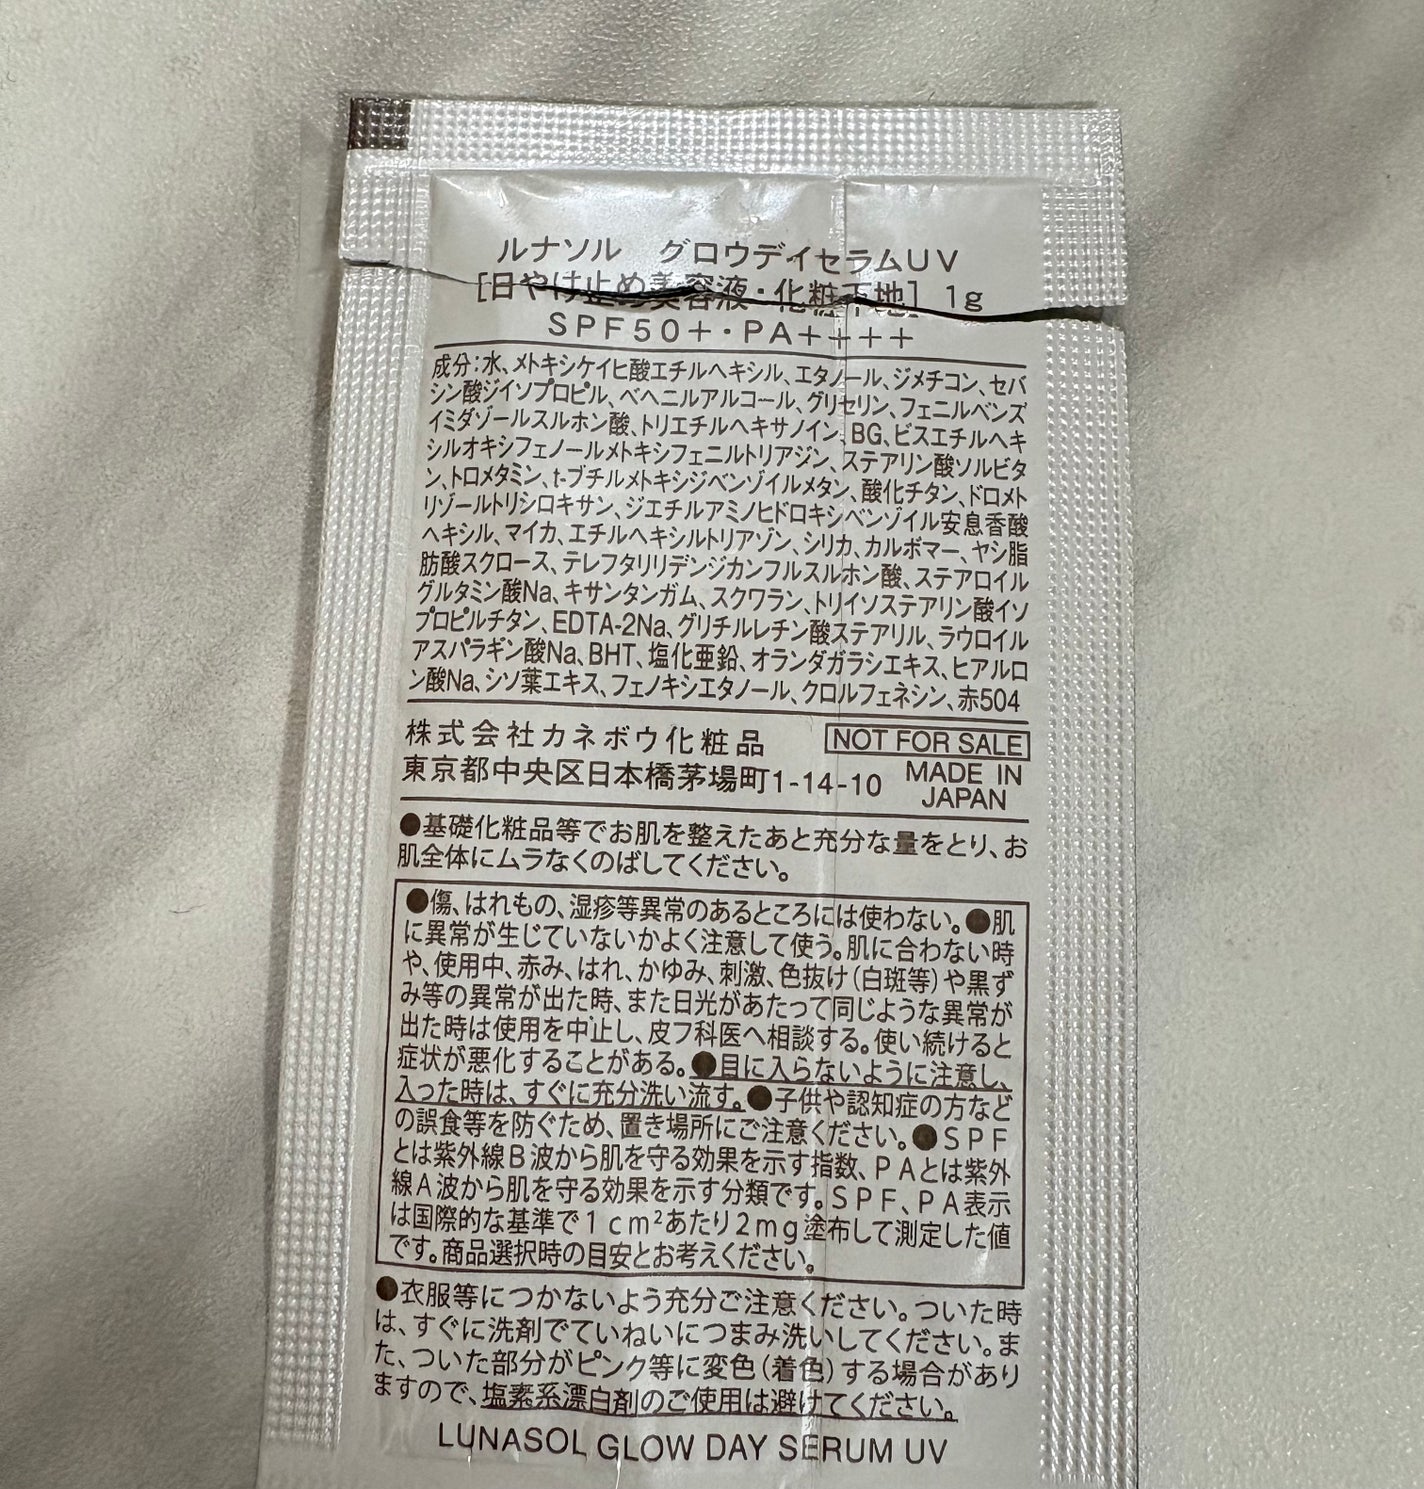 ルナソル　グロウデイセラムUV
[日やけ止め美容液・化粧下地] 1g
SPF50+・PA++++
成分:水、メトキシケイヒ酸エチルヘキシル、エタノール、ジメチコン、セバ
シン酸ジイソプロピル、ベヘニルアルコール、グリセリン、フェニルベンズ
イミダゾールスルホン酸、トリエチルヘキサノイン、BG、ビスエチルヘキ
シルオキシフェノールメトキシフェニルトリアジン、ステアリン酸ソルビタ
ン、トロメタミン、t-ブチルメトキシジベンゾイルメタン、酸化チタン、ドロメト
リゾールトリシロキサン、ジエチルアミノヒドロキシベンゾイル安息香酸
ヘキシル、マイカ、エチルヘキシルトリアゾン、シリカ、カルボマー、ヤシ脂
肪酸スクロース、テレフタリリデンジカンフルスルホン酸、ステアロイル
グルタミン酸Na、キサンタンガム、スクワラン、トリイソステアリン酸イソ
プロピルチタン、EDTA-2Na、グリチルレチン酸ステアリル、ラウロイル
アスパラギン酸Na、BHT、塩化亜鉛、オランダガラシエキス、ヒアルロ
ン酸Na、シソ葉エキス、フェノキシエタノール、クロルフェネシン、赤504
株式会社カネボウ化粧品
東京都中央区日本橋茅場町1-14-10
NOT FOR SALE
MADE IN
JAPAN
●基礎化粧品等でお肌を整えたあと充分な量をとり、お
肌全体にムラなくのばしてください。
●傷、はれもの、湿疹等異常のあるところには使わない。●肌
に異常が生じていないかよく注意して使う。肌に合わない時
や、使用中、赤み、はれ、かゆみ、刺激、色抜け(白斑等)や黒ず
み等の異常が出た時、また日光があたって同じような異常が
出た時は使用を中止し、皮フ科医へ相談する。使い続けると
症状が悪化することがある。●目に入らないように注意し、
入った時は、すぐに充分洗い流す。●子供や認知症の方など
の誤食等を防ぐため、置き場所にご注意ください。●SPF
とは紫外線B波から肌を守る効果を示す指数、PAとは紫外
線A波から肌を守る効果を示す分類です。SPF、PA表示
は国際的な基準で1cm²あたり2mg塗布して測定した値
です。商品選択時の目安とお考えください。
●衣服等につかないよう充分ご注意ください。ついた時
は、すぐに洗剤でていねいにつまみ洗いしてください。ま
た、ついた部分がピンク等に変色(着色)する場合があり
ますので、塩素系漂白剤のご使用は避けてください。
LUNASOL GLOW DAY SERUM UV